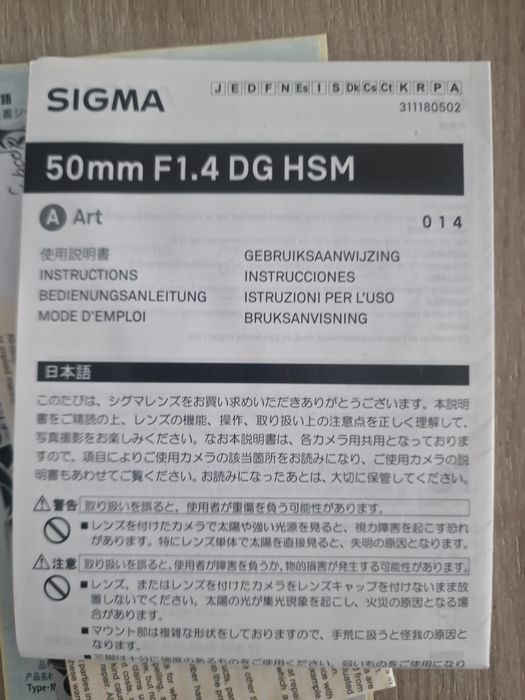 SIGMA
J E D F N Es I S Dk Cs Ct K R P A
311180502
50mm F1.4 DG HSM
A Art
014
使用説明書
INSTRUCTIONS
BEDIENUNGSANLEITUNG
MODE D'EMPLOI
GEBRUIKSAANWIJZING
INSTRUCCIONES
ISTRUZIONI PER L'USO
BRUKSANVISNING
日本語
このたびは、シグマレンズをお買い求めいただきありがとうございます。本説明
書をご精読の上、レンズの機能、操作、取り扱い上の注意点を正しく理解して、
写真撮影をお楽しみください。なお本説明書は、各カメラ用共用となっておりま
すので、項目によりご使用カメラの該当個所をお読みになり、ご使用カメラの説
明書もあわせてご覧ください。お読みになったあとは、大切に保管してください。
警告 取り扱いを誤ると、使用者が重傷を負う可能性があります。
■レンズを付けたカメラで太陽や強い光源を見ると、視力障害を起こす恐れ
があります。特にレンズ単体で太陽を直接見ると、失明の原因となります。
注意 取り扱いを誤ると、使用者が傷害を負うか、物的損害が発生する可能性があります。
■レンズ、またはレンズを付けたカメラをレンズキャップを付けないまま放
置しないでください。太陽の光が集光現象を起こし、火災の原因となる場
合があります。
■マウント部は複雑な形状をしておりますので、手荒に扱うと怪我の原因と
なります。
品名
Type-N